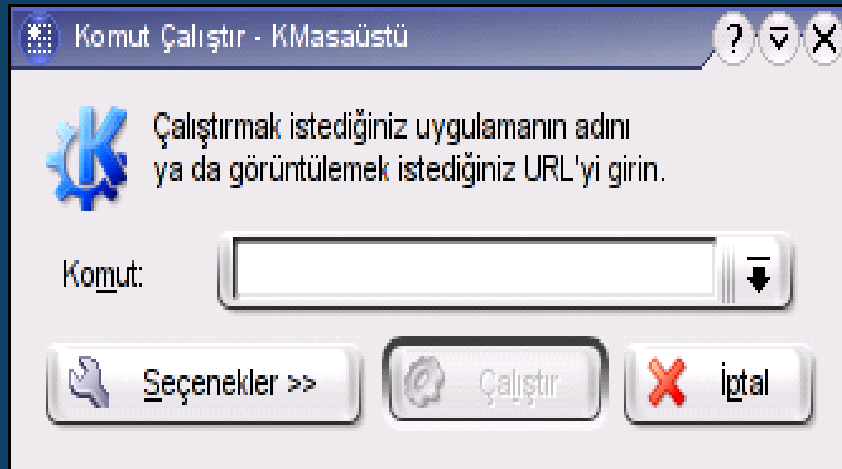 Komut Çalıştır - KMasaüstü
Çalıştırmak istediğiniz uygulamanın adını
ya da görüntülemek istediğiniz URL'yi girin.
Komut:
Seçenekler >>
Çalıştır
İptal